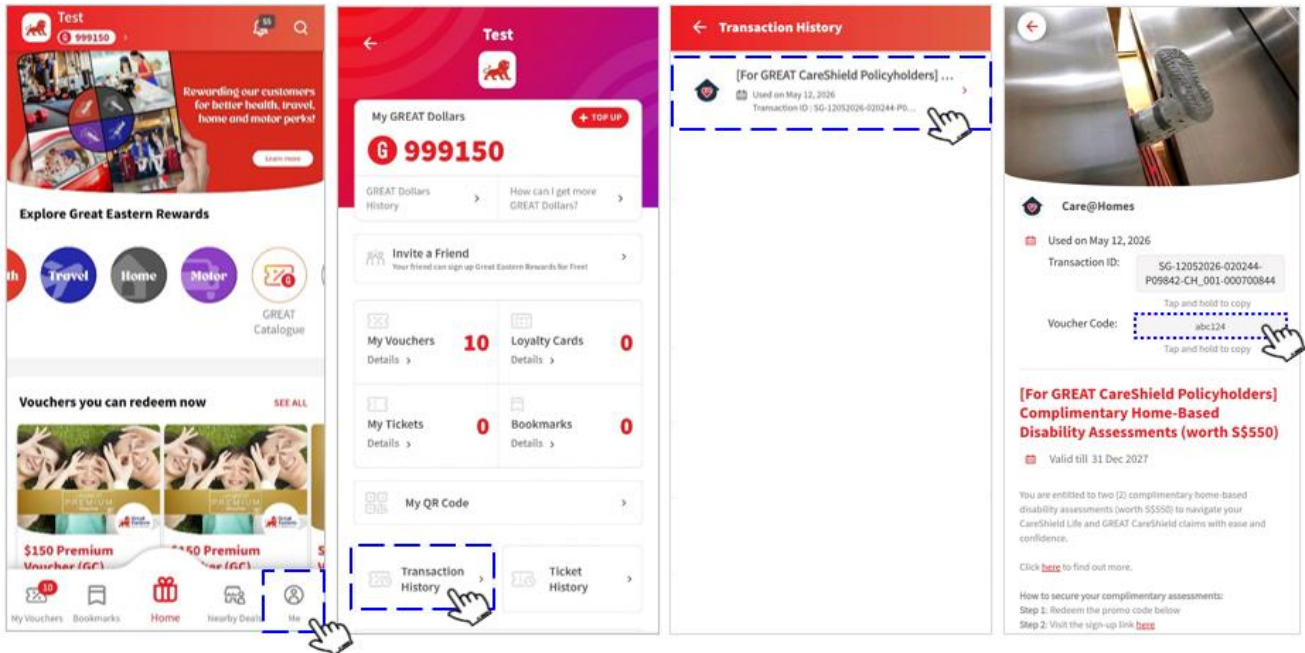 Test
999150
55
Rewarding our customers
for better health, travel,
home and motor perks!
Learn more
Explore Great Eastern Rewards
th
Travel
Home
Motor
GREAT
Catalogue
Vouchers you can redeem now
SEE ALL
PREMIUM
Great Eastern
PREMIUM
Great Eastern
$150 Premium
Voucher (GC)
$150 Premium
Voucher (GC)
10
My Vouchers
Bookmarks
Home
Nearby Deals
Me
Test
My GREAT Dollars
+ TOP UP
G 999150
GREAT Dollars
History
How can I get more
GREAT Dollars?
Invite a Friend
Your friend can sign up Great Eastern Rewards for Free!
My Vouchers
10
Details
Loyalty Cards
0
Details
My Tickets
0
Details
Bookmarks
0
Details
My QR Code
Transaction
History
Ticket
History
Transaction History
[For GREAT CareShield Policyholders] ...
Used on May 12, 2026
Transaction ID : SG-12052026-020244-P0...
Care@Homes
Used on May 12, 2026
Transaction ID:
SG-12052026-020244-
P09842-CH_001-000700844
Tap and hold to copy
Voucher Code:
abc124
Tap and hold to copy
[For GREAT CareShield Policyholders]
Complimentary Home-Based
Disability Assessments (worth S$550)
Valid till 31 Dec 2027
You are entitled to two (2) complimentary home-based
disability assessments (worth S$550) to navigate your
CareShield Life and GREAT CareShield claims with ease and
confidence.
Click here to find out more.
How to secure your complimentary assessments:
Step 1: Redeem the promo code below
Step 2: Visit the sign-up link here